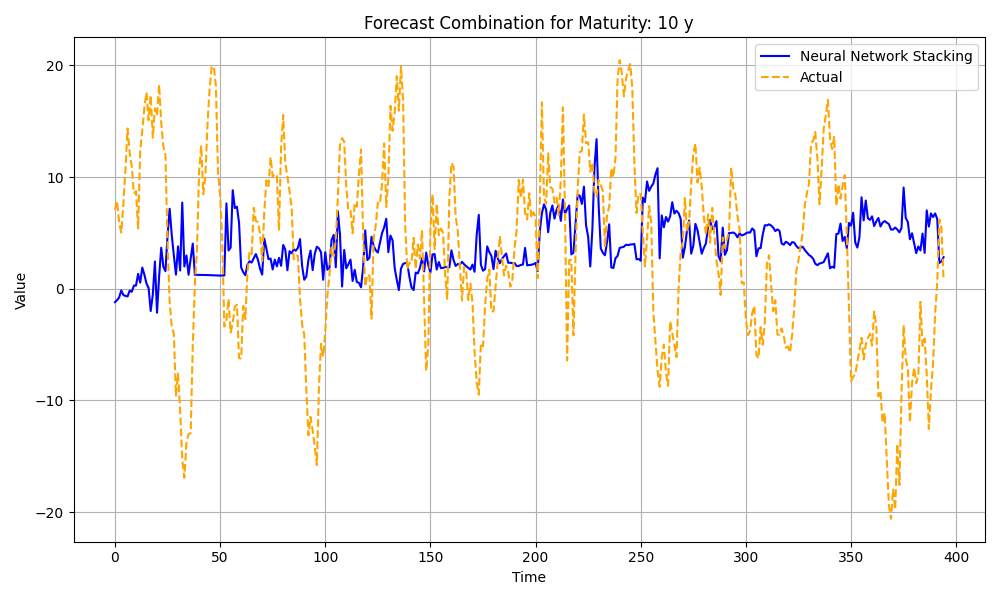 Forecast Combination for Maturity: 10 y
Neural Network Stacking
Actual
Value
20
10
0
−10
−20
0 50 100 150 200 250 300 350 400
Time